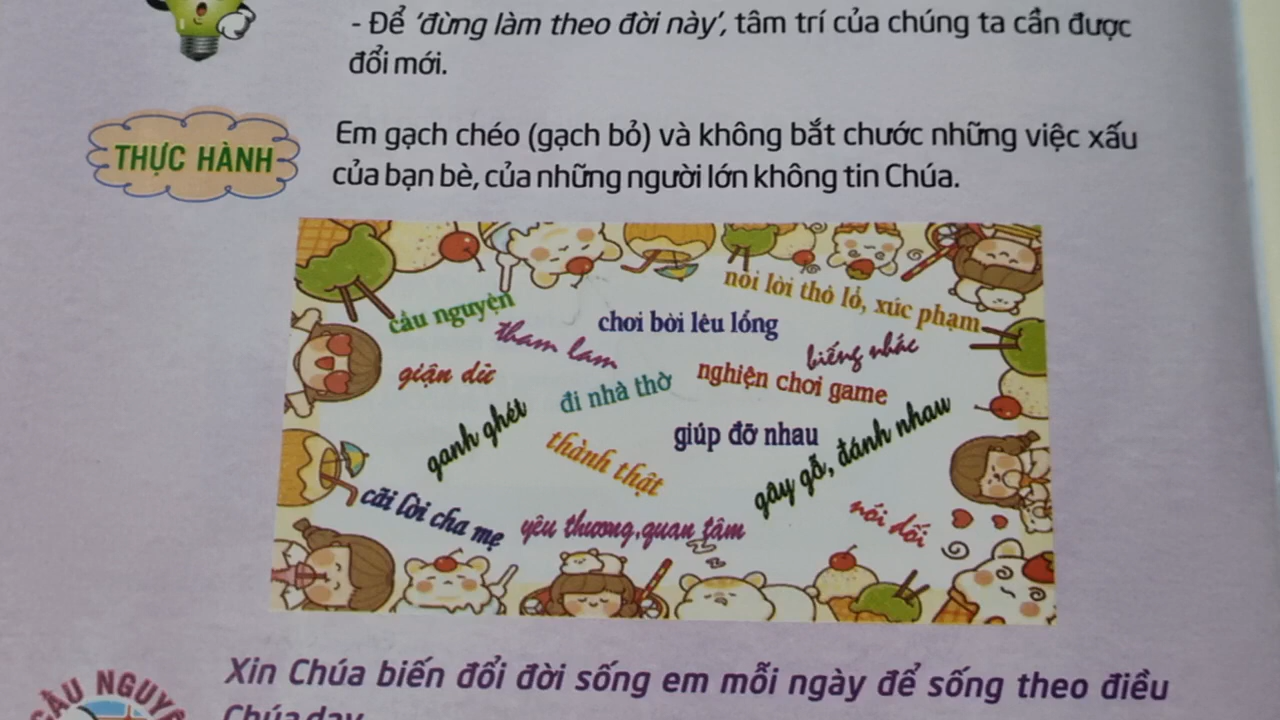 - Để 'đừng làm theo đời này', tâm trí của chúng ta cần được
đổi mới.
THỰC HÀNH
Em gạch chéo (gạch bỏ) và không bắt chước những việc xấu
của bạn bè, của những người lớn không tin Chúa.
nói lời thô lỗ, xúc phạm
cầu nguyện
chơi bời lêu lổng
tham lam
biếng nhác
giận dữ
nghiện chơi game
đi nhà thờ
ganh ghét
giúp đỡ nhau
gây gỗ, đánh nhau
thành thật
cãi lời cha mẹ
yêu thương, quan tâm
nói dối
CẦU NGUYỆN
Xin Chúa biến đổi đời sống em mỗi ngày để sống theo điều
Chúa dạy